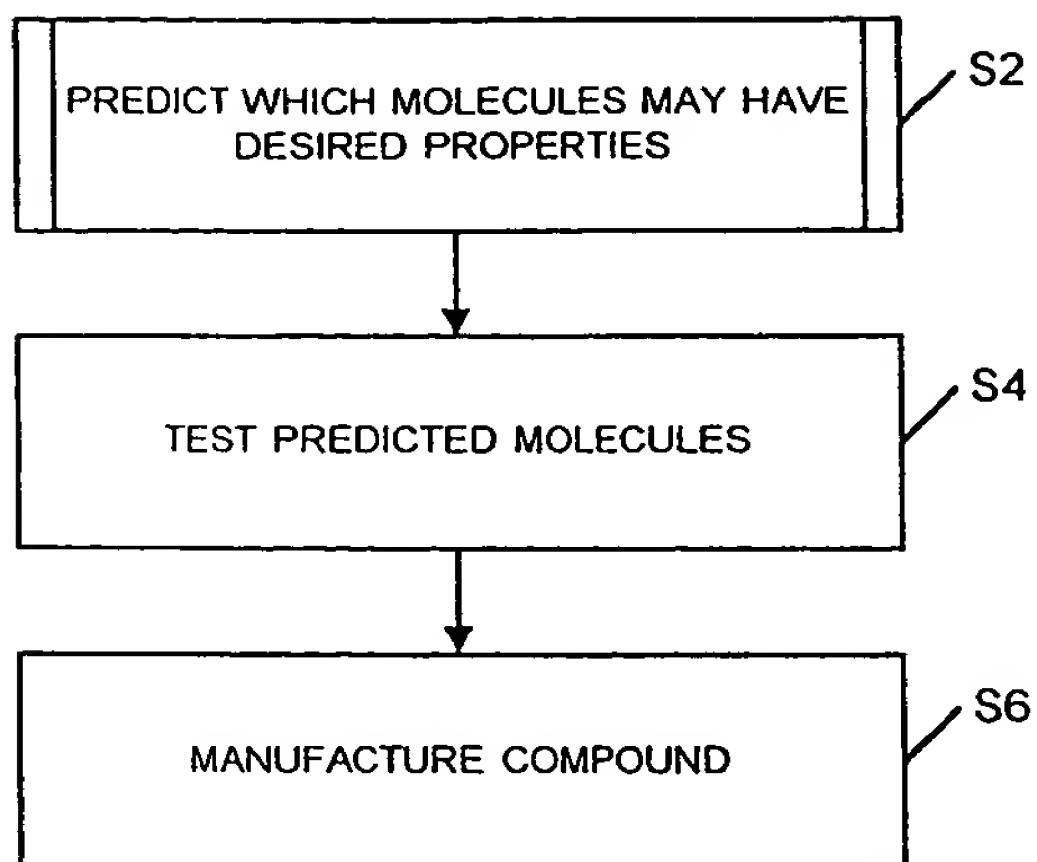 PREDICT WHICH MOLECULES MAY HAVE
DESIRED PROPERTIES
S2
TEST PREDICTED MOLECULES
S4
MANUFACTURE COMPOUND
S6